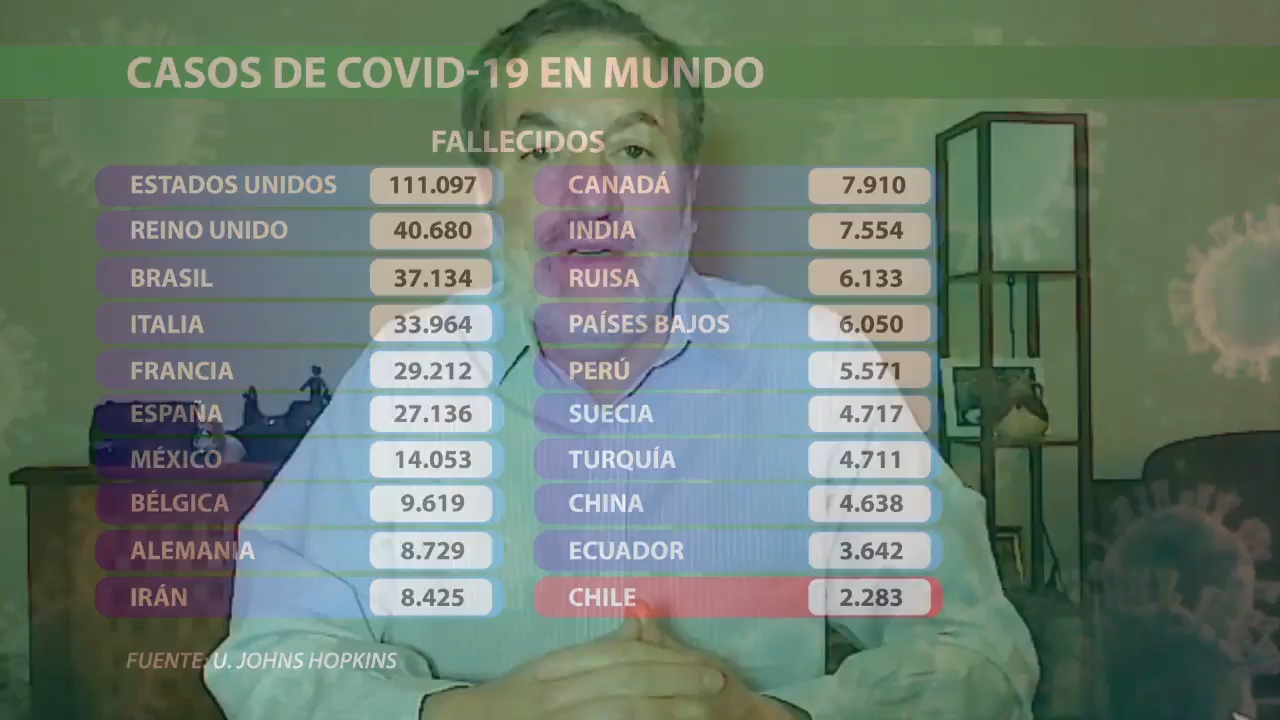 CASOS DE COVID-19 EN MUNDO
FALLECIDOS
ESTADOS UNIDOS 111.097 CANADÁ 7.910
REINO UNIDO 40.680 INDIA 7.554
BRASIL 37.134 RUISA 6.133
ITALIA 33.964 PAÍSES BAJOS 6.050
FRANCIA 29.212 PERÚ 5.571
ESPAÑA 27.136 SUECIA 4.717
MÉXICO 14.053 TURQUÍA 4.711
BÉLGICA 9.619 CHINA 4.638
ALEMANIA 8.729 ECUADOR 3.642
IRÁN 8.425 CHILE 2.283
FUENTE: U. JOHNS HOPKINS